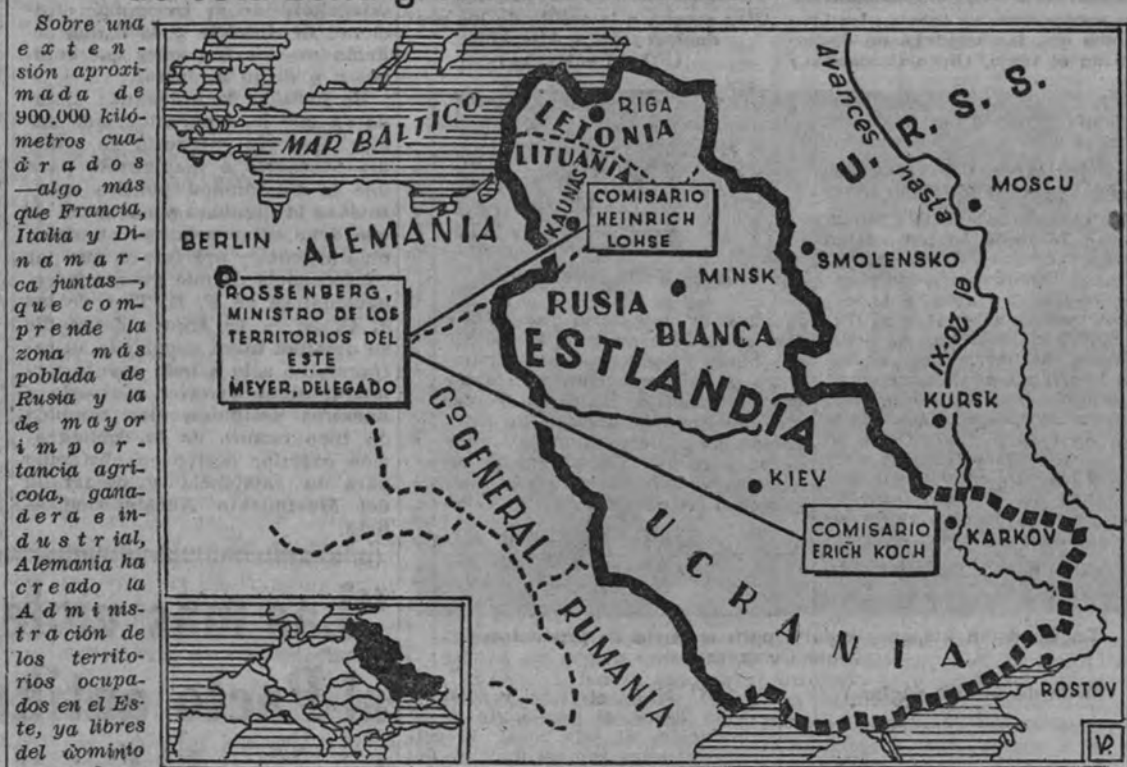 Sobre una
exten-
sión aproxi-
mada de
900.000 kiló-
metros cua-
drados
—algo más
que Francia,
Italia y Di-
namar-
ca juntas—,
que com-
prende la
zona más
poblada de
Rusia y la
de mayor
impor-
tancia agrí-
cola, gana-
dera e in-
dustrial,
Alemania ha
creado la
Adminis-
tración de
los territo-
rios ocupa-
dos en el Es-
te, ya libres
del dominio
MAR BALTICO
RIGA
LETONIA
LITUANIA
KAUNAS
COMISARIO
HEINRICH
LOHSE
Avances hasta
el 20-XI
U. R. S. S.
MOSCU
BERLIN
ALEMANIA
SMOLENSKO
MINSK
RUSIA
BLANCA
ESTLANDIA
ROSSENBERG,
MINISTRO DE LOS
TERRITORIOS DEL
ESTE
MEYER, DELEGADO
KURSK
Gº GENERAL
KIEV
COMISARIO
ERICH KOCH
KARKOV
UCRANIA
RUMANIA
ROSTOV